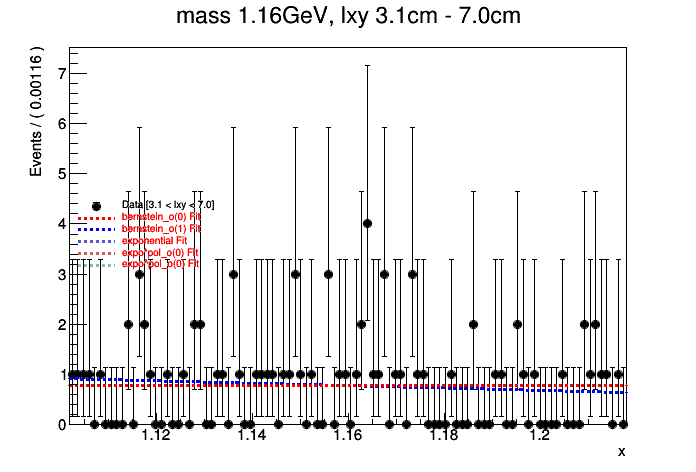 mass 1.16GeV, lxy 3.1cm - 7.0cm
Events / ( 0.00116 )
7
6
5
4
3
2
1
0
Data [3.1 < lxy < 7.0]
bernstein_o(0) Fit
bernstein_o(1) Fit
exponential Fit
expo*pol_o(0) Fit
expo*pol_o(0) Fit
1.12
1.14
1.16
1.18
1.2
x